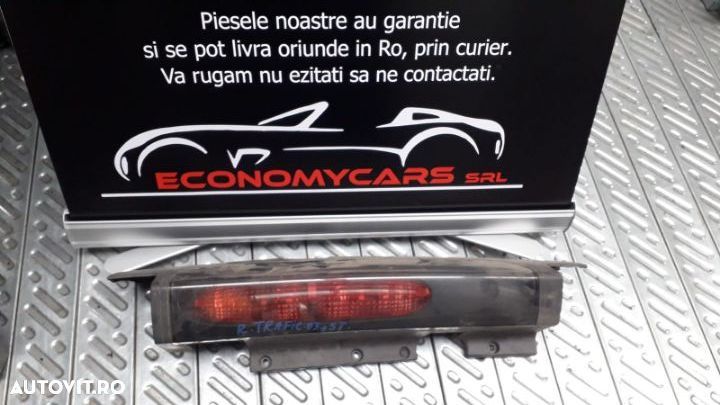 Piesele noastre au garantie
si se pot livra oriunde in Ro, prin curier.
Va rugam nu ezitati sa ne contactati.
ECONOMYCARS SRL
R-TRAFIC
AUTOVIT.RO